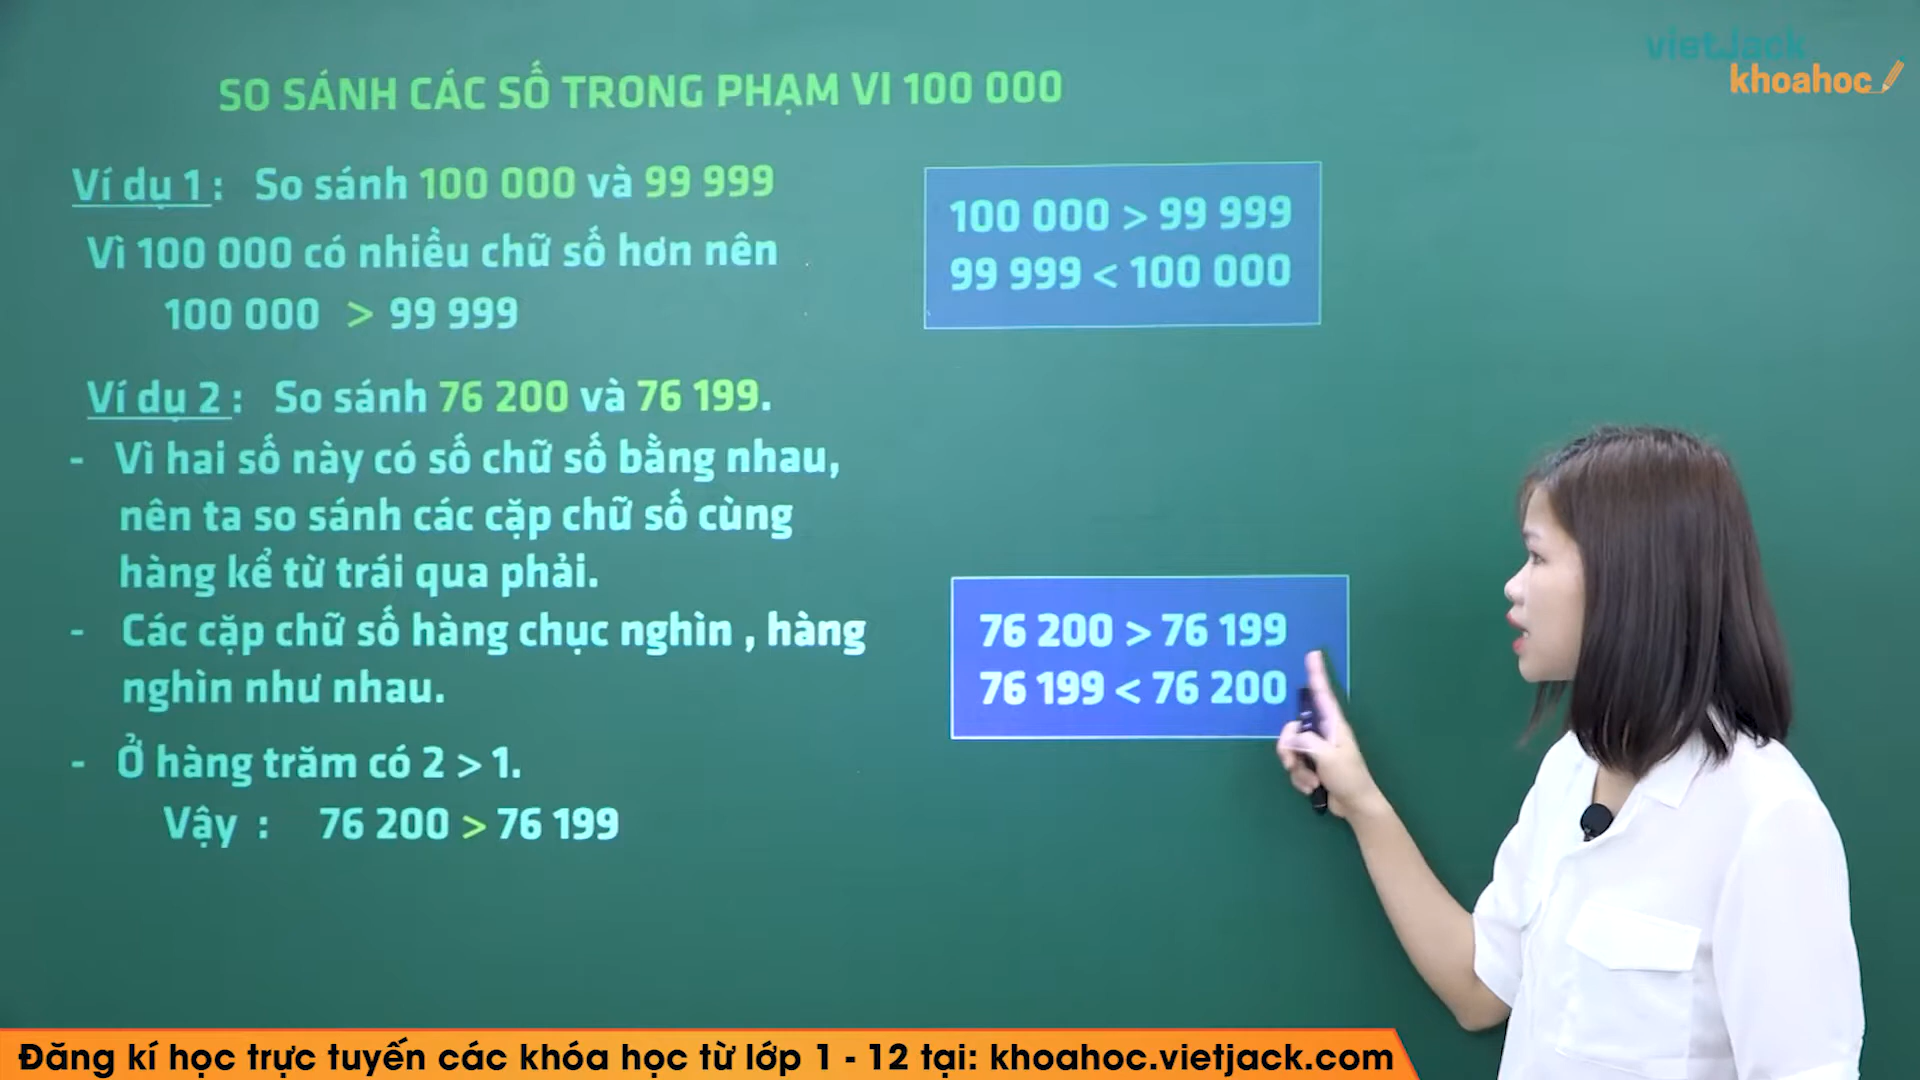 vietJack
khoahoc
SO SÁNH CÁC SỐ TRONG PHẠM VI 100 000
Ví dụ 1 : So sánh 100 000 và 99 999
Vì 100 000 có nhiều chữ số hơn nên
100 000 > 99 999
100 000 > 99 999
99 999 < 100 000
Ví dụ 2 : So sánh 76 200 và 76 199.
- Vì hai số này có số chữ số bằng nhau,
nên ta so sánh các cặp chữ số cùng
hàng kể từ trái qua phải.
- Các cặp chữ số hàng chục nghìn , hàng
nghìn như nhau.
- Ở hàng trăm có 2 > 1.
Vậy : 76 200 > 76 199
76 200 > 76 199
76 199 < 76 200
Đăng kí học trực tuyến các khóa học từ lớp 1 - 12 tại: khoahoc.vietjack.com